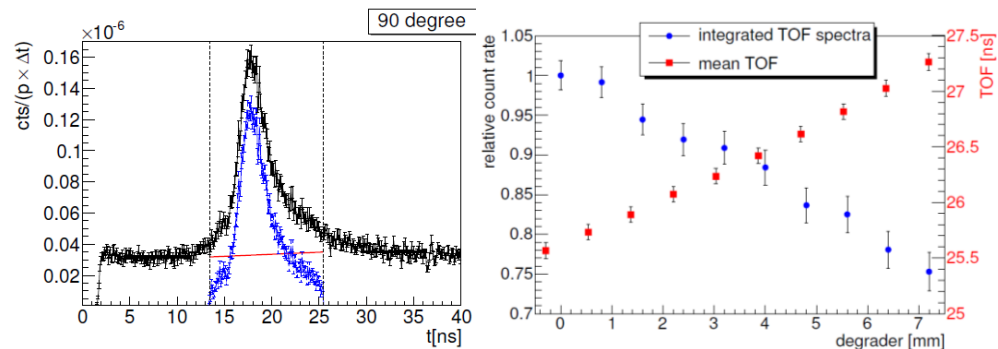 ×10⁻⁶
90 degree
cts/(p × Δt)
0.16
0.14
0.12
0.1
0.08
0.06
0.04
0.02
0 5 10 15 20 25 30 35 40
t[ns]
integrated TOF spectra
mean TOF
relative count rate
1.05
1
0.95
0.9
0.85
0.8
0.75
0.7
TOF [ns]
27.5
27
26.5
26
25.5
25
0 1 2 3 4 5 6 7
degrader [mm]